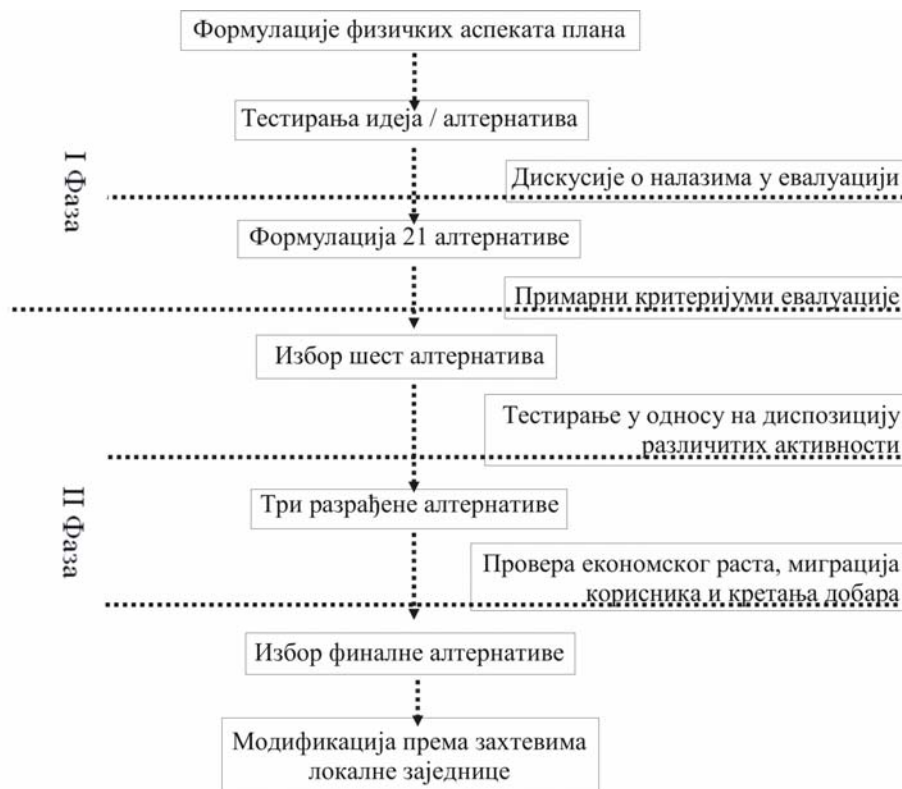 Формулације физичких аспеката плана
Тестирања идеја / алтернатива
I Фаза
Дискусије о налазима у евалуацији
Формулација 21 алтернативе
Примарни критеријуми евалуације
Избор шест алтернатива
Тестирање у односу на диспозицију
различитих активности
II Фаза
Три разрађене алтернативе
Провера економског раста, миграција
корисника и кретања добара
Избор финалне алтернативе
Модификација према захтевима
локалне заједнице